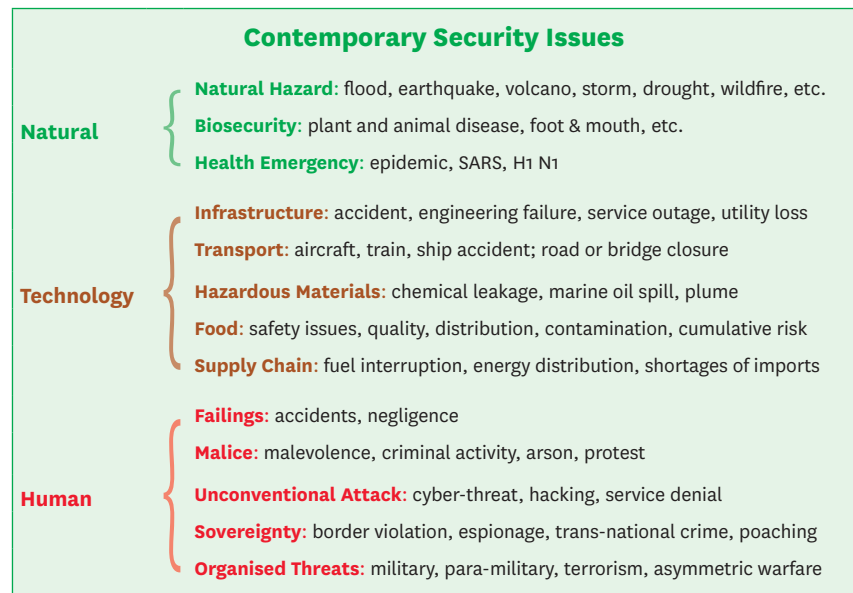 Contemporary Security Issues
Natural
Natural Hazard: flood, earthquake, volcano, storm, drought, wildfire, etc.
Biosecurity: plant and animal disease, foot & mouth, etc.
Health Emergency: epidemic, SARS, H1 N1
Technology
Infrastructure: accident, engineering failure, service outage, utility loss
Transport: aircraft, train, ship accident; road or bridge closure
Hazardous Materials: chemical leakage, marine oil spill, plume
Food: safety issues, quality, distribution, contamination, cumulative risk
Supply Chain: fuel interruption, energy distribution, shortages of imports
Human
Failings: accidents, negligence
Malice: malevolence, criminal activity, arson, protest
Unconventional Attack: cyber-threat, hacking, service denial
Sovereignty: border violation, espionage, trans-national crime, poaching
Organised Threats: military, para-military, terrorism, asymmetric warfare